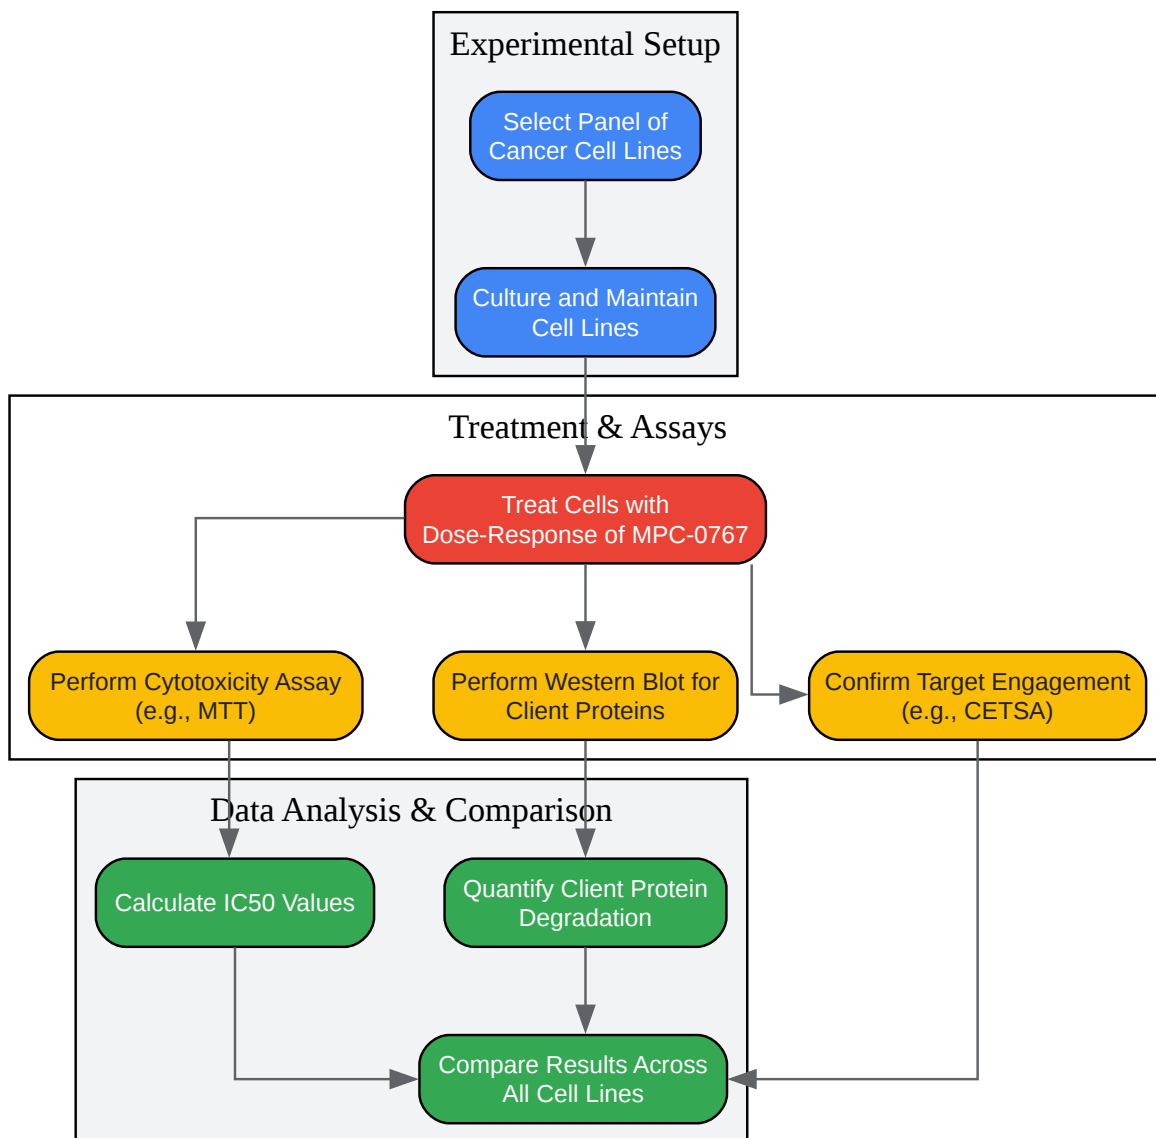 Experimental Setup
Select Panel of
Cancer Cell Lines
Culture and Maintain
Cell Lines
Treatment & Assays
Treat Cells with
Dose-Response of MPC-0767
Perform Cytotoxicity Assay
(e.g., MTT)
Perform Western Blot for
Client Proteins
Confirm Target Engagement
(e.g., CETSA)
Data Analysis & Comparison
Calculate IC50 Values
Quantify Client Protein
Degradation
Compare Results Across
All Cell Lines